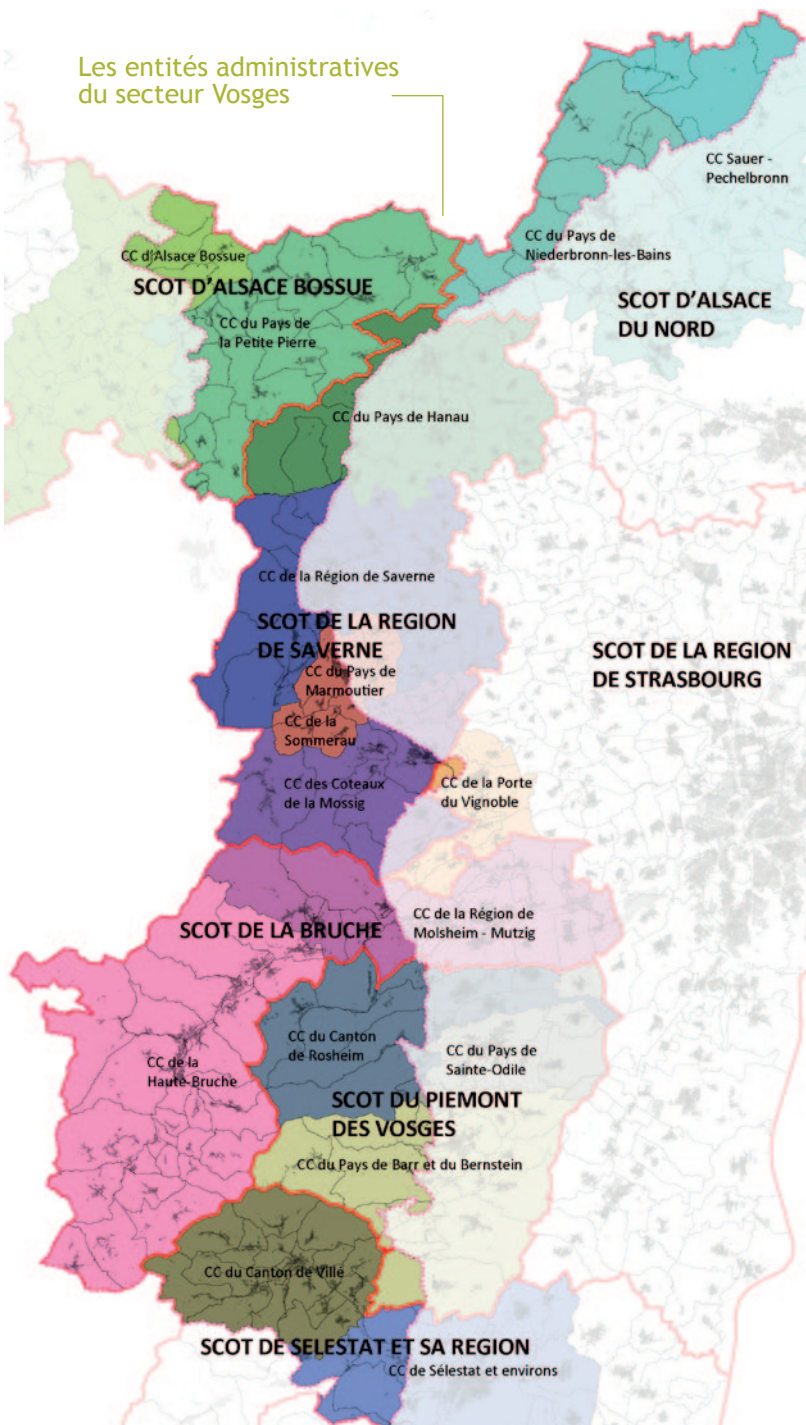 Les entités administratives
du secteur Vosges
CC Sauer -
Pechelbronn
CC du Pays de
Niederbronn-les-Bains
CC d'Alsace Bossue
SCOT D'ALSACE BOSSUE
SCOT D'ALSACE
DU NORD
CC du Pays de
la Petite Pierre
CC du Pays de Hanau
CC de la Région de Saverne
SCOT DE LA REGION
DE SAVERNE
SCOT DE LA REGION
DE STRASBOURG
CC du Pays de
Marmoutier
CC de la
Sommerau
CC des Coteaux
de la Mossig
CC de la Porte
du Vignoble
CC de la Région de
Molsheim - Mutzig
SCOT DE LA BRUCHE
CC du Canton
de Rosheim
CC du Pays de
Sainte-Odile
CC de la
Haute-Bruche
SCOT DU PIEMONT
DES VOSGES
CC du Pays de Barr et du Bernstein
CC du Canton de Villé
SCOT DE SELESTAT ET SA REGION
CC de Sélestat et environs